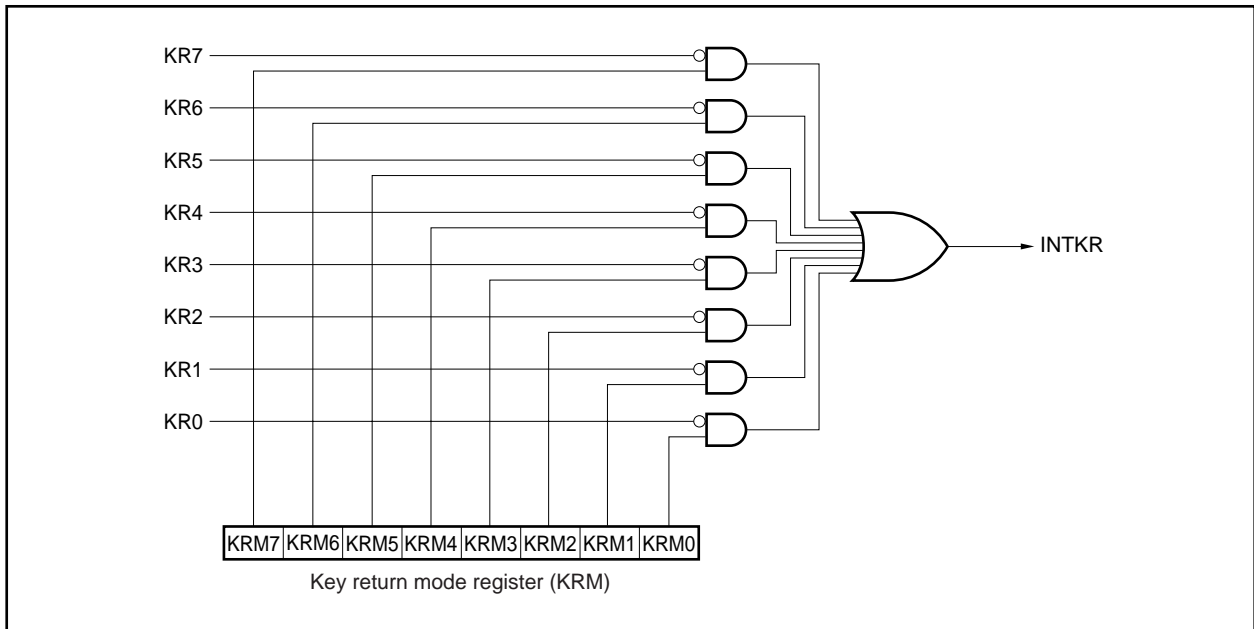 KR7
KR6
KR5
KR4
KR3
KR2
KR1
KR0
INTKR
KRM7 KRM6 KRM5 KRM4 KRM3 KRM2 KRM1 KRM0
Key return mode register (KRM)